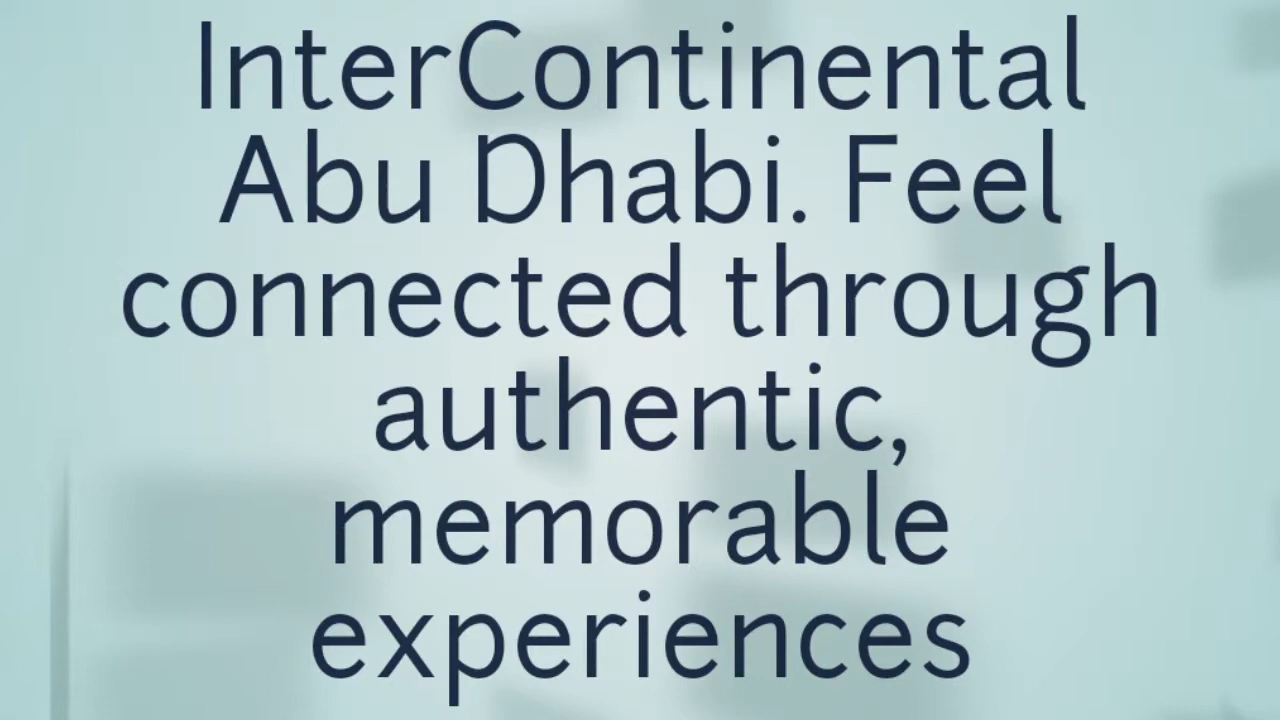 InterContinental
Abu Dhabi. Feel
connected through
authentic,
memorable
experiences